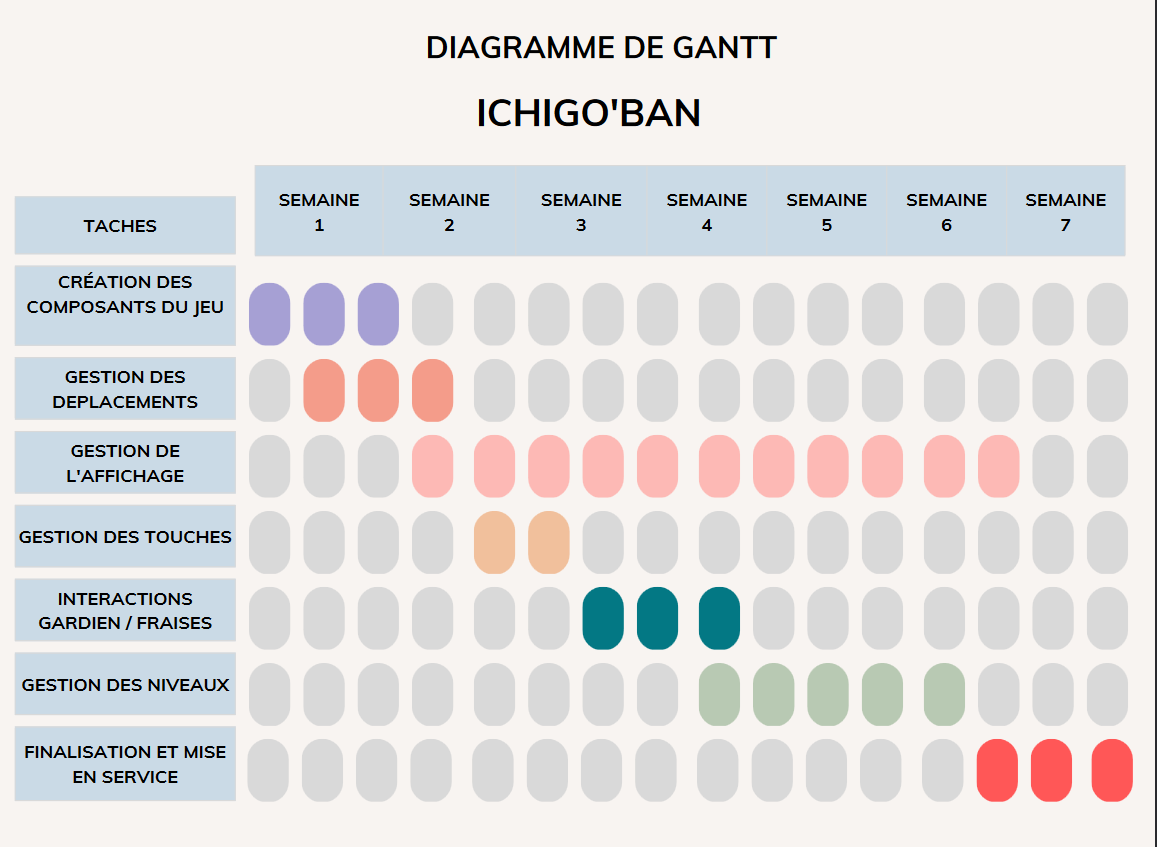 DIAGRAMME DE GANTT
ICHIGO'BAN
TACHES
SEMAINE
1
SEMAINE
2
SEMAINE
3
SEMAINE
4
SEMAINE
5
SEMAINE
6
SEMAINE
7
CRÉATION DES
COMPOSANTS DU JEU
GESTION DES
DEPLACEMENTS
GESTION DE
L'AFFICHAGE
GESTION DES TOUCHES
INTERACTIONS
GARDIEN / FRAISES
GESTION DES NIVEAUX
FINALISATION ET MISE
EN SERVICE